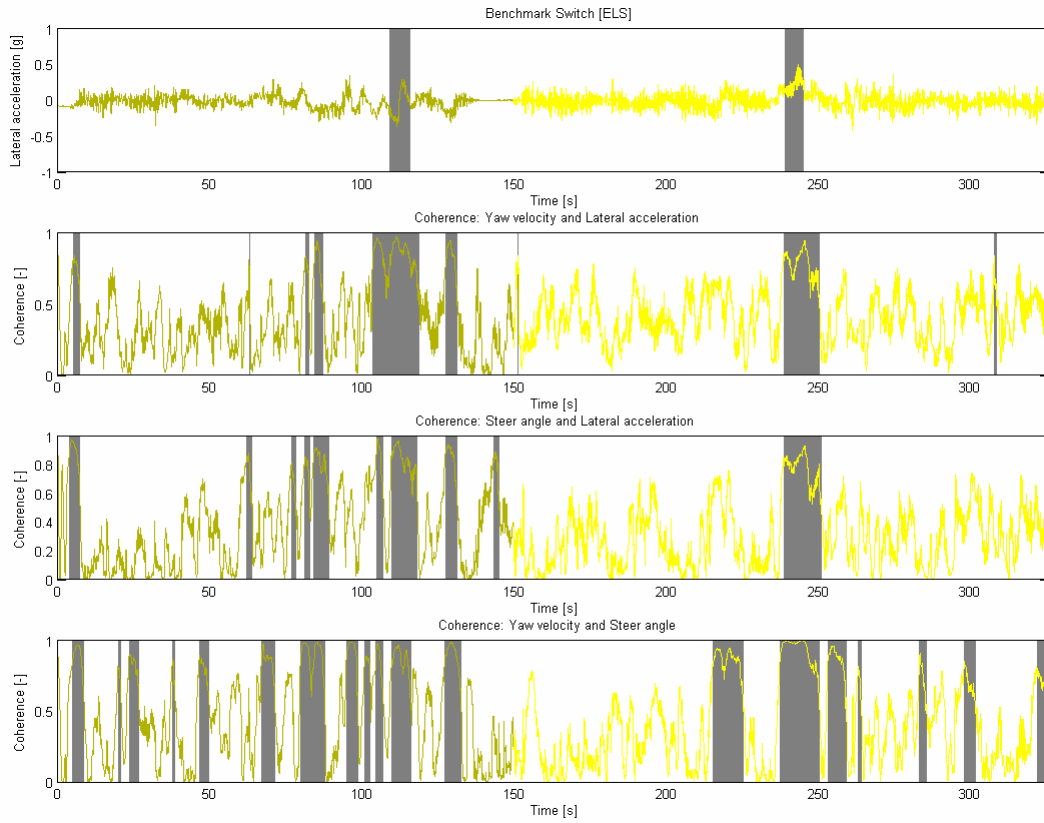 Benchmark Switch [ELS]
Lateral acceleration [g]
1
0.5
0
-0.5
-1
0 50 100 150 200 250 300
Time [s]
Coherence: Yaw velocity and Lateral acceleration
Coherence [-]
1
0.5
0
0 50 100 150 200 250 300
Time [s]
Coherence: Steer angle and Lateral acceleration
Coherence [-]
1
0.8
0.6
0.4
0.2
0
0 50 100 150 200 250 300
Time [s]
Coherence: Yaw velocity and Steer angle
Coherence [-]
1
0.5
0
0 50 100 150 200 250 300
Time [s]